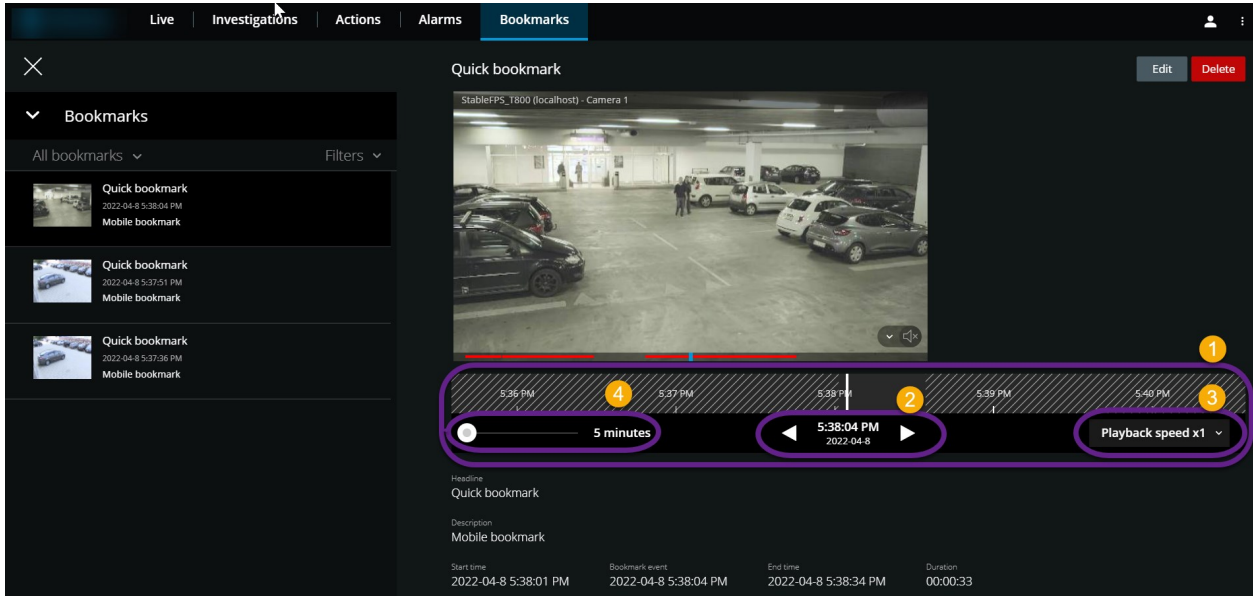 Live
Investigations
Actions
Alarms
Bookmarks
Quick bookmark
Edit
Delete
Bookmarks
All bookmarks
Filters
Quick bookmark
2022-04-8 5:38:04 PM
Mobile bookmark
Quick bookmark
2022-04-8 5:37:51 PM
Mobile bookmark
Quick bookmark
2022-04-8 5:37:36 PM
Mobile bookmark
StableFPS_T800 (localhost) - Camera 1
1
5:36 PM
4
5:37 PM
5:38 PM
2
5:39 PM
5:40 PM
3
5 minutes
5:38:04 PM
2022-04-8
Playback speed x1
Headline
Quick bookmark
Description
Mobile bookmark
Start time
2022-04-8 5:38:01 PM
Bookmark event
2022-04-8 5:38:04 PM
End time
2022-04-8 5:38:34 PM
Duration
00:00:33